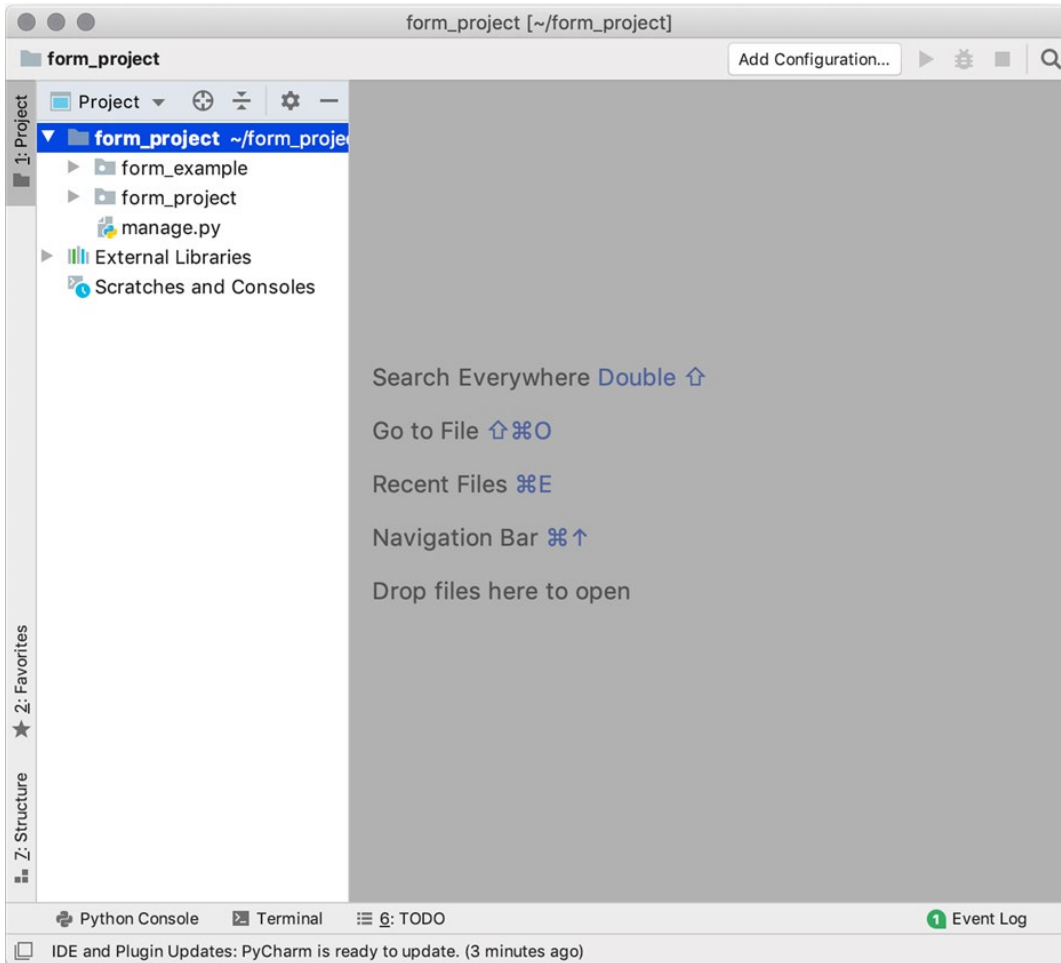 form_project [~/form_project]
form_project
Add Configuration...
1: Project
Project
form_project ~/form_proje
form_example
form_project
manage.py
External Libraries
Scratches and Consoles
Search Everywhere Double ⇧
Go to File ⇧⌘O
Recent Files ⌘E
Navigation Bar ⌘↑
Drop files here to open
2: Favorites
7: Structure
Python Console
Terminal
6: TODO
1 Event Log
IDE and Plugin Updates: PyCharm is ready to update. (3 minutes ago)